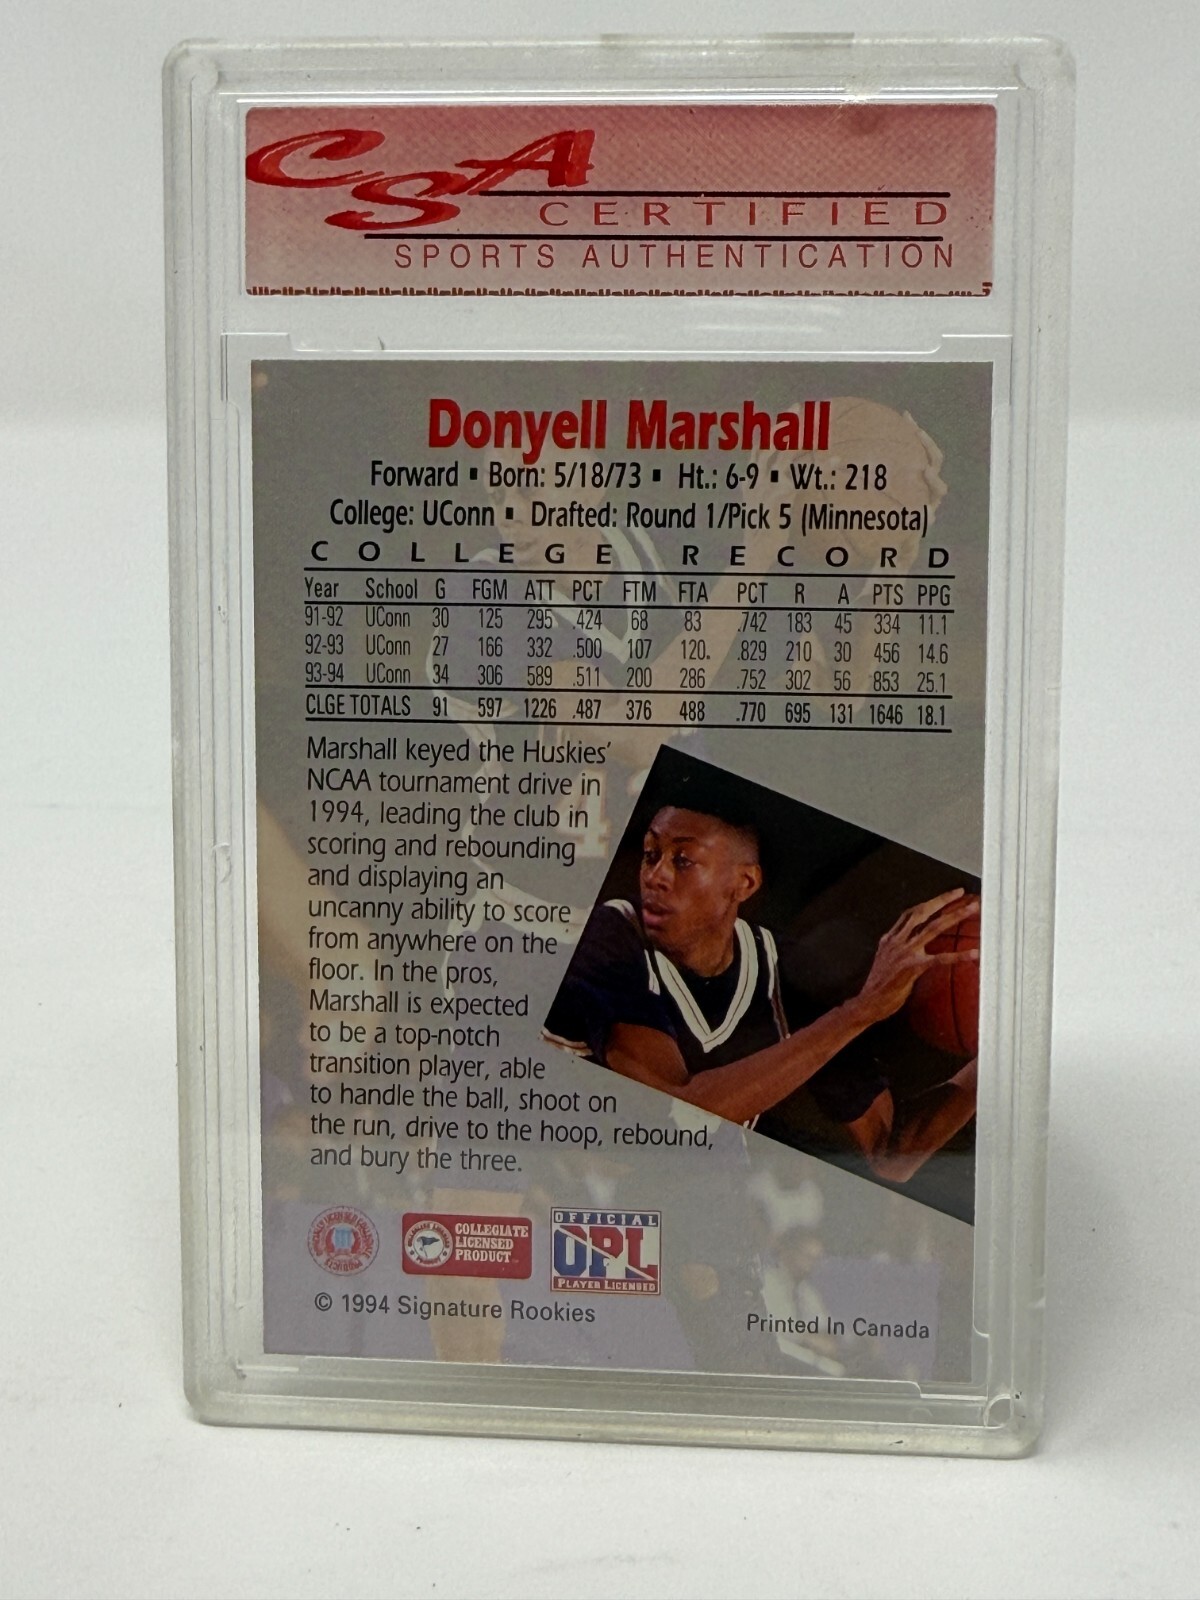 CSA
CERTIFIED
SPORTS AUTHENTICATION
Donyell Marshall
Forward ▪ Born: 5/18/73 ▪ Ht.: 6-9 ▪ Wt.: 218
College: UConn ▪ Drafted: Round 1/Pick 5 (Minnesota)
COLLEGE RECORD
Year School G FGM ATT PCT FTM FTA PCT R A PTS PPG
91-92 UConn 30 125 295 .424 68 83 .742 183 45 334 11.1
92-93 UConn 27 166 332 .500 107 120. .829 210 30 456 14.6
93-94 UConn 34 306 589 .511 200 286 .752 302 56 853 25.1
CLGE TOTALS 91 597 1226 .487 376 488 .770 695 131 1646 18.1
Marshall keyed the Huskies'
NCAA tournament drive in
1994, leading the club in
scoring and rebounding
and displaying an
uncanny ability to score
from anywhere on the
floor. In the pros,
Marshall is expected
to be a top-notch
transition player, able
to handle the ball, shoot on
the run, drive to the hoop, rebound,
and bury the three.
COLLEGIATE
LICENSED
PRODUCT
OFFICIAL
OPL
PLAYER LICENSED
© 1994 Signature Rookies
Printed In Canada